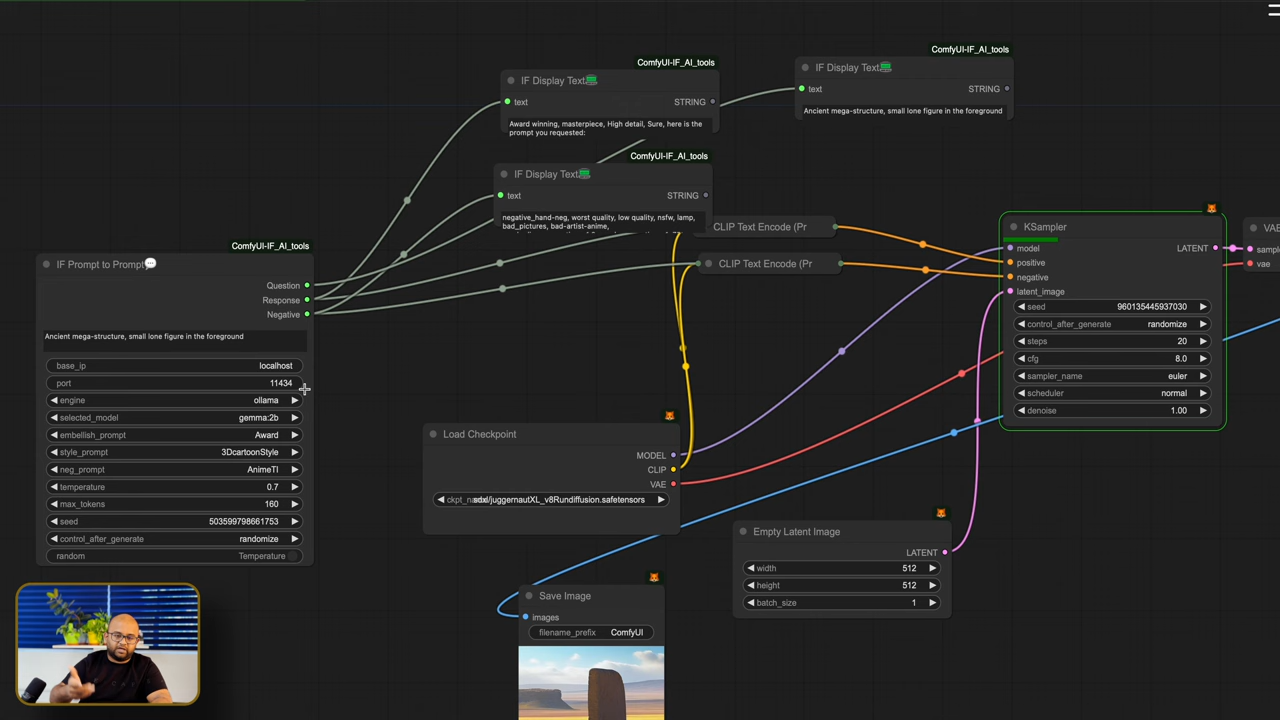 ComfyUI-IF_AI_tools
IF Display Text
text
STRING
Ancient mega-structure, small lone figure in the foreground
ComfyUI-IF_AI_tools
IF Display Text
text
STRING
Award winning, masterpiece, High detail, Sure, here is the
prompt you requested:
ComfyUI-IF_AI_tools
IF Display Text
text
STRING
negative_hand-neg, worst quality, low quality, nsfw, lamp,
bad_pictures, bad-artist-anime,
CLIP Text Encode (Pr
CLIP Text Encode (Pr
ComfyUI-IF_AI_tools
IF Prompt to Prompt
Question
Response
Negative
Ancient mega-structure, small lone figure in the foreground
base_ip localhost
port 11434
engine ollama
selected_model gemma:2b
embellish_prompt Award
style_prompt 3DcartoonStyle
neg_prompt AnimeTI
temperature 0.7
max_tokens 160
seed 503599798661753
control_after_generate randomize
random Temperature
Load Checkpoint
MODEL
CLIP
VAE
sdxl/juggernautXL_v8Rundiffusion.safetensors
Empty Latent Image
LATENT
width 512
height 512
batch_size 1
Save Image
images
filename_prefix ComfyUI
KSampler
model LATENT
positive
negative
latent_image
seed 960135445937030
control_after_generate randomize
steps 20
cfg 8.0
sampler_name euler
scheduler normal
denoise 1.00
VAE
sampl
vae